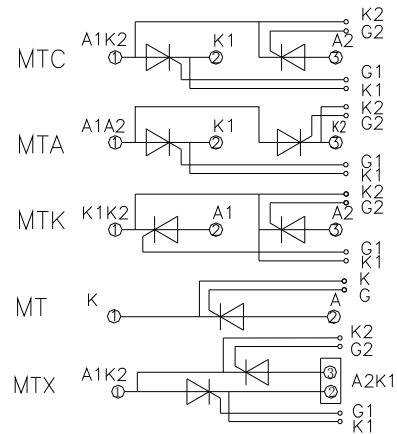 K2
A1K2 K1 A2 G2
MTC ① ② ③
G1
K1
K2
A1A2 K1 K2 G2
MTA ① ② ③
G1
K1
K2
K1K2 A1 A2 G2
MTK ① ② ③
G1
K1
K
K A G
MT ① ②
K2
G2
A1K2 ③ A2K1
MTX ① ②
G1
K1